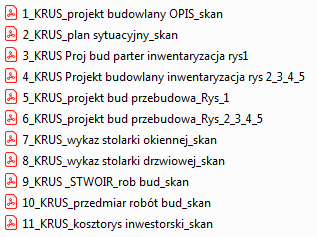 1_KRUS_projekt budowlany OPIS_skan
2_KRUS_plan sytuacyjny_skan
3_KRUS Proj bud parter inwentaryzacja rys1
4_KRUS Projekt budowlany inwentaryzacja rys 2_3_4_5
5_KRUS_projekt bud przebudowa_Rys_1
6_KRUS_projekt bud przebudowa_Rys_2_3_4_5
7_KRUS_wykaz stolarki okiennej_skan
8_KRUS_wykaz stolarki drzwiowej_skan
9_KRUS _STWOIR_rob bud_skan
10_KRUS_przedmiar robót bud_skan
11_KRUS_kosztorys inwestorski_skan